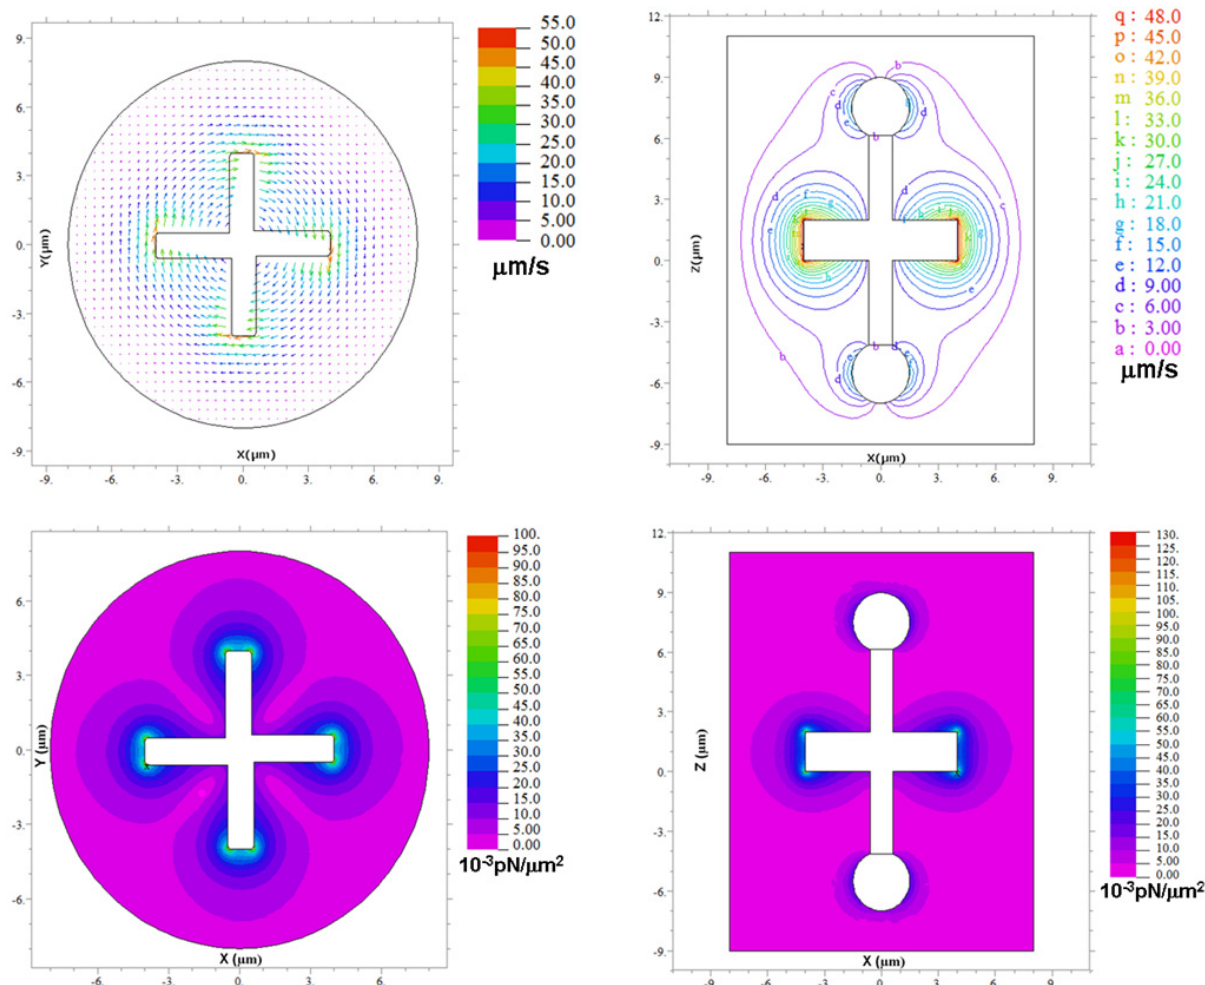 9.
6.
3.
0.
-3.
-6.
-9.
Y(μm)
-9. -6. -3. 0. 3. 6. 9.
X(μm)
55.0
50.0
45.0
40.0
35.0
30.0
25.0
20.0
15.0
10.0
5.00
0.00
μm/s
12.
9.
6.
3.
0.
-3.
-6.
-9.
Z(μm)
-9. -6. -3. 0. 3. 6. 9.
X(μm)
b
c
d
e
b
d
d
d
f
g
c
e
g
h
e
b
b
d
e
d
q : 48.0
p : 45.0
o : 42.0
n : 39.0
m 36.0
l : 33.0
k : 30.0
j : 27.0
i : 24.0
h : 21.0
g : 18.0
f : 15.0
e : 12.0
d : 9.00
c : 6.00
b : 3.00
a : 0.00
μm/s
6.
3.
0.
-3.
-6.
Y (μm)
-6. -3. 0. 3. 6.
X (μm)
100.
95.0
90.0
85.0
80.0
75.0
70.0
65.0
60.0
55.0
50.0
45.0
40.0
35.0
30.0
25.0
20.0
15.0
10.0
5.00
0.00
10⁻³pN/μm²
12.
9.
6.
3.
0.
-3.
-6.
-9.
Z (μm)
-9. -6. -3. 0. 3. 6. 9.
X (μm)
130.
125.
120.
115.
110.
105.
100.
95.0
90.0
85.0
80.0
75.0
70.0
65.0
60.0
55.0
50.0
45.0
40.0
35.0
30.0
25.0
20.0
15.0
10.0
5.00
0.00
10⁻³pN/μm²